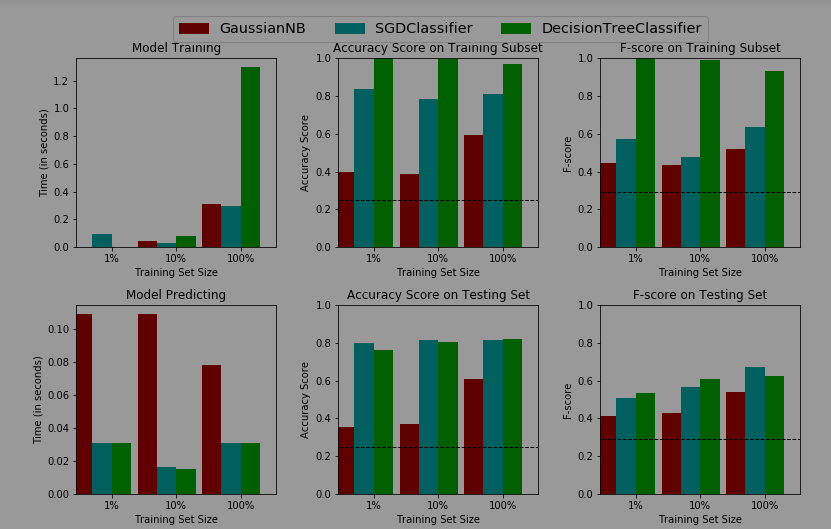 GaussianNB SGDClassifier DecisionTreeClassifier
Model Training
Accuracy Score on Training Subset
F-score on Training Subset
Time (in seconds)
1.2
1.0
0.8
0.6
0.4
0.2
0.0
1% 10% 100%
Training Set Size
Accuracy Score
1.0
0.8
0.6
0.4
0.2
0.0
1% 10% 100%
Training Set Size
F-score
1.0
0.8
0.6
0.4
0.2
0.0
1% 10% 100%
Training Set Size
Model Predicting
Accuracy Score on Testing Set
F-score on Testing Set
Time (in seconds)
0.10
0.08
0.06
0.04
0.02
0.00
1% 10% 100%
Training Set Size
Accuracy Score
1.0
0.8
0.6
0.4
0.2
0.0
1% 10% 100%
Training Set Size
F-score
1.0
0.8
0.6
0.4
0.2
0.0
1% 10% 100%
Training Set Size